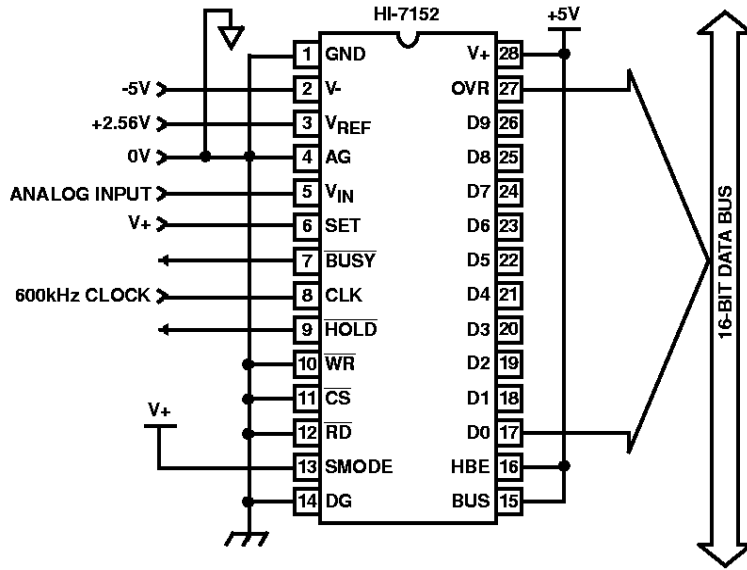 HI-7152
+5V
1 GND
V+ 28
-5V 2 V-
OVR 27
+2.56V 3 VREF
D9 26
0V 4 AG
D8 25
ANALOG INPUT 5 VIN
D7 24
V+ 6 SET
D6 23
7 BUSY
D5 22
600kHz CLOCK 8 CLK
D4 21
9 HOLD
D3 20
10 WR
D2 19
11 CS
D1 18
12 RD
D0 17
V+
13 SMODE
HBE 16
14 DG
BUS 15
16-BIT DATA BUS